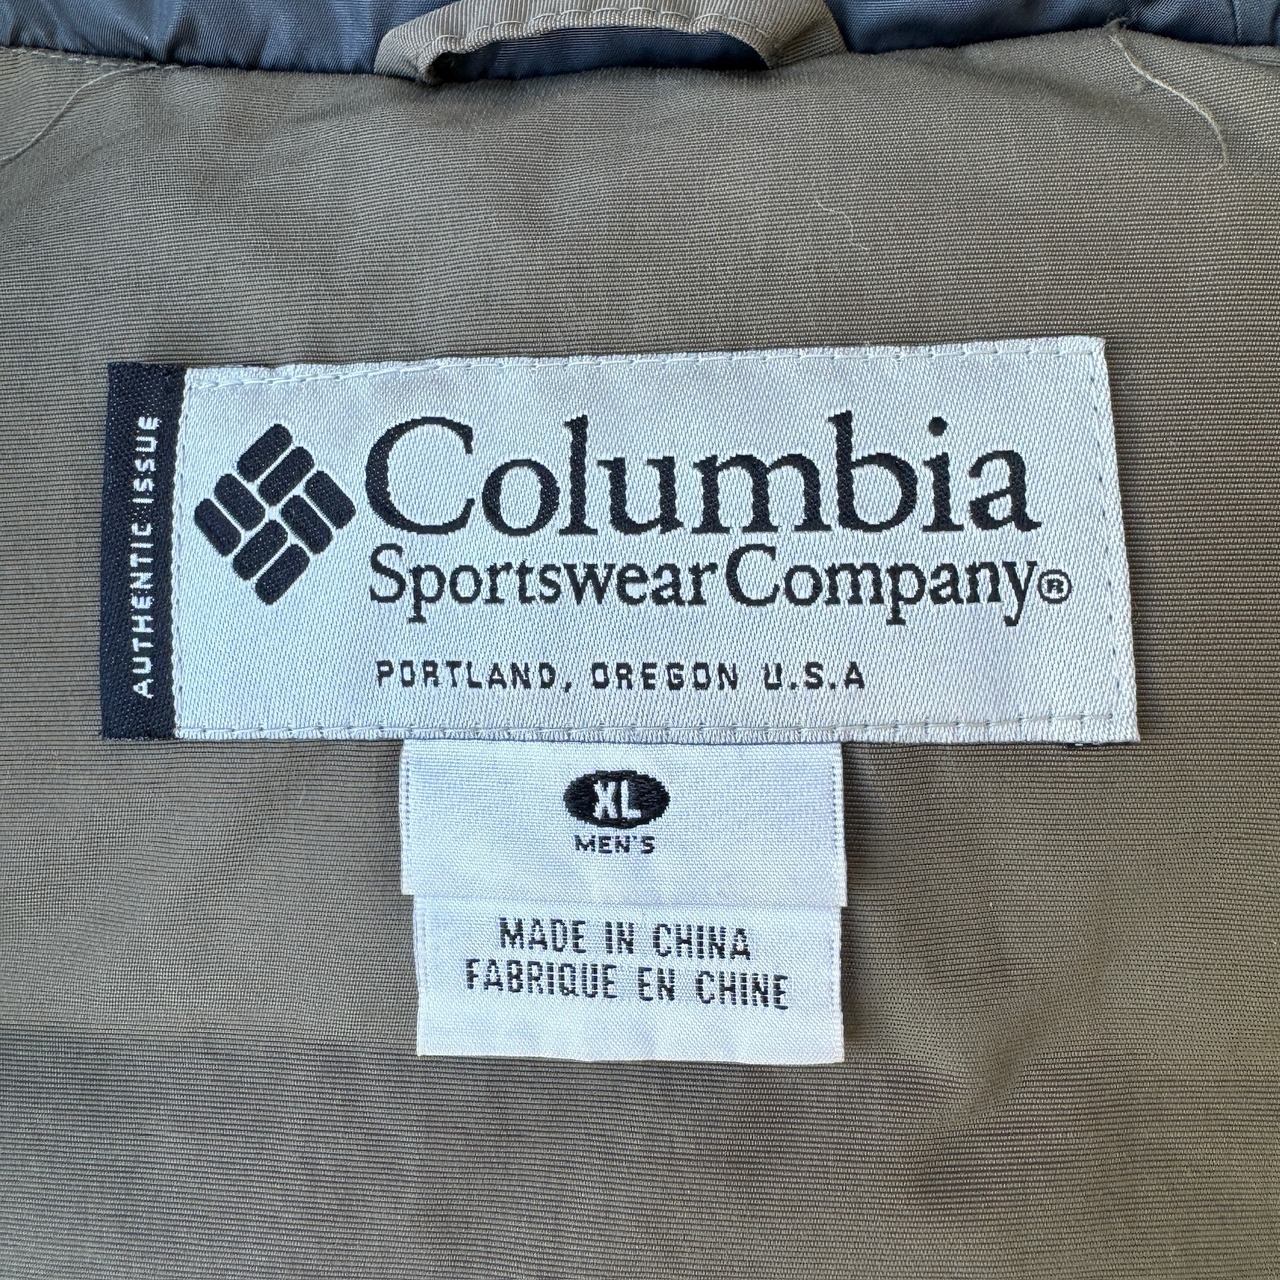 AUTHENTIC ISSUE
Columbia
Sportswear Company®
PORTLAND, OREGON U.S.A
XL
MEN'S
MADE IN CHINA
FABRIQUE EN CHINE